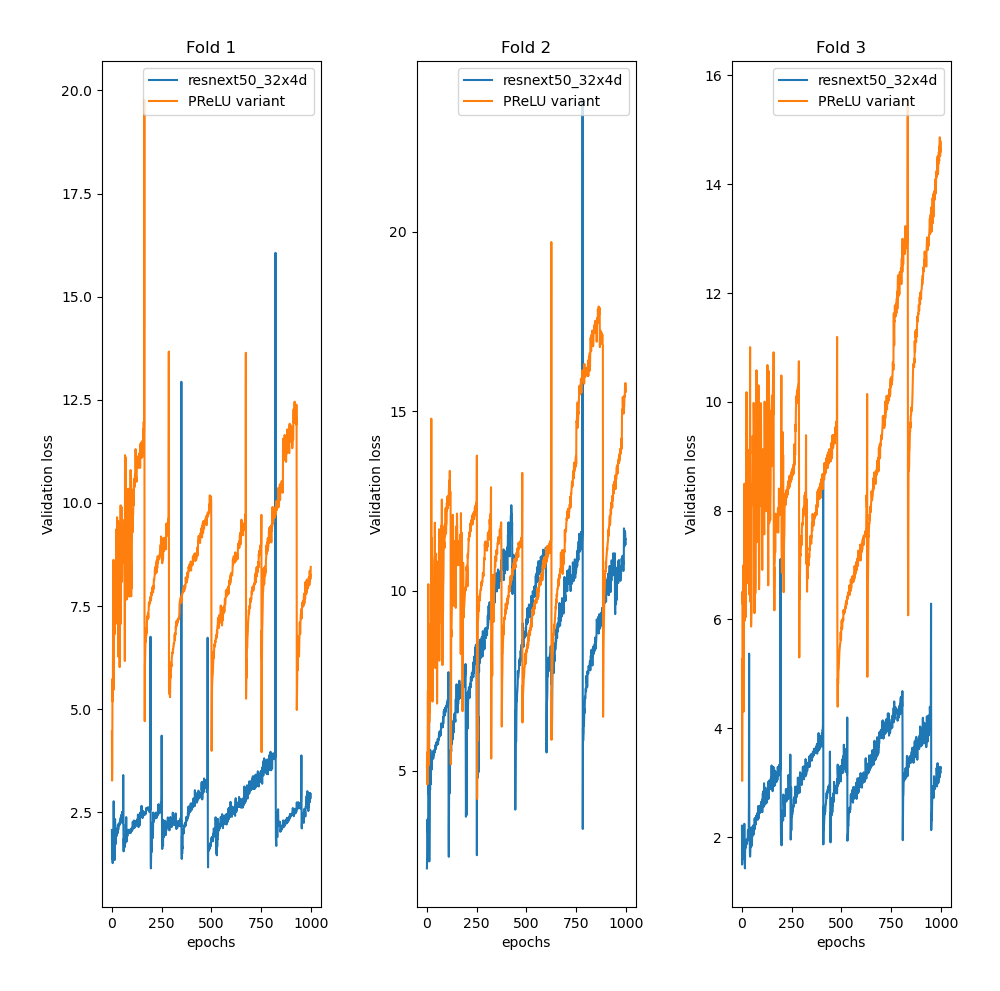 Fold 1
resnext50_32x4d
PReLU variant
20.0
17.5
15.0
12.5
10.0
7.5
5.0
2.5
Validation loss
0 250 500 750 1000
epochs
Fold 2
resnext50_32x4d
PReLU variant
20
15
10
5
Validation loss
0 250 500 750 1000
epochs
Fold 3
resnext50_32x4d
PReLU variant
16
14
12
10
8
6
4
2
Validation loss
0 250 500 750 1000
epochs